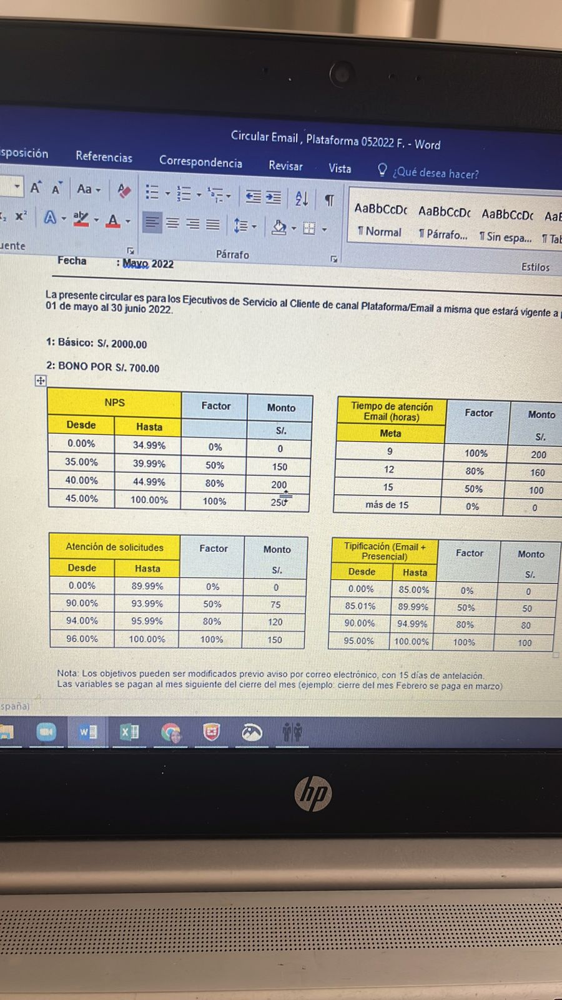 Circular Email , Plataforma 052022 F. - Word
Referencias Correspondencia Revisar Vista ¿Qué desea hacer?
AaBbCcDc AaBbCcDc AaBbCcDc
¶ Normal ¶ Párrafo... ¶ Sin espa...
Párrafo Estilos
Fecha : Mayo 2022
La presente circular es para los Ejecutivos de Servicio al Cliente de canal Plataforma/Email a misma que estará vigente a
01 de mayo al 30 junio 2022.
1: Básico: S/. 2000.00
2: BONO POR S/. 700.00
NPS Factor Monto
Desde Hasta S/.
0.00% 34.99% 0% 0
35.00% 39.99% 50% 150
40.00% 44.99% 80% 200
45.00% 100.00% 100% 250
Tiempo de atención
Email (horas) Factor Monto
Meta S/.
9 100% 200
12 80% 160
15 50% 100
más de 15 0% 0
Atención de solicitudes Factor Monto
Desde Hasta S/.
0.00% 89.99% 0% 0
90.00% 93.99% 50% 75
94.00% 95.99% 80% 120
96.00% 100.00% 100% 150
Tipificación (Email +
Presencial) Factor Monto
Desde Hasta S/.
0.00% 85.00% 0% 0
85.01% 89.99% 50% 50
90.00% 94.99% 80% 80
95.00% 100.00% 100% 100
Nota: Los objetivos pueden ser modificados previo aviso por correo electrónico, con 15 días de antelación.
Las variables se pagan al mes siguiente del cierre del mes (ejemplo: cierre del mes Febrero se paga en marzo)
hp